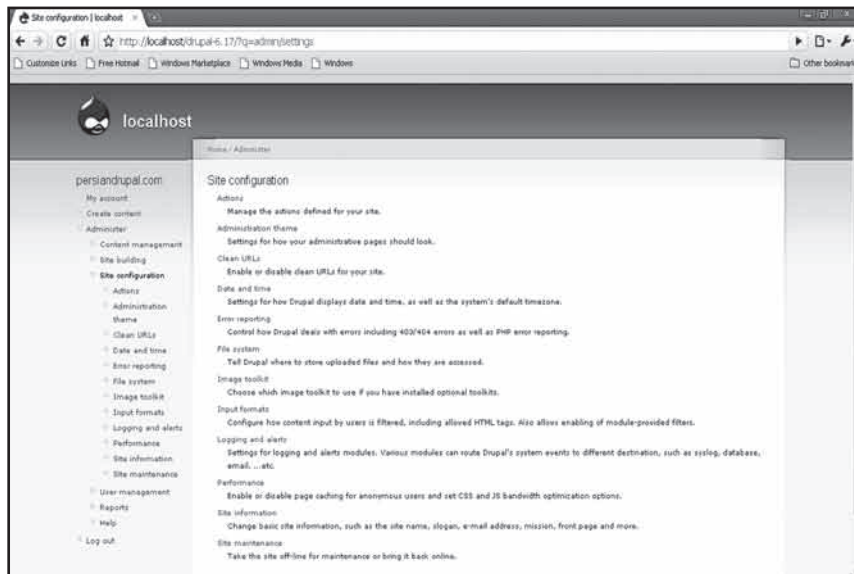 Site configuration | localhost
http://localhost/drupal-6.17/?q=admin/settings
Customize Links Free Hotmail Windows Marketplace Windows Media Windows Other bookmark
localhost
Home / Administer
persiandrupal.com
My account
Create content
Administer
Content management
Site building
Site configuration
Actions
Administration
theme
Clean URLs
Date and time
Error reporting
File system
Image toolkit
Input formats
Logging and alerts
Performance
Site information
Site maintenance
User management
Reports
Help
Log out
Site configuration
Actions
Manage the actions defined for your site.
Administration theme
Settings for how your administrative pages should look.
Clean URLs
Enable or disable clean URLs for your site.
Date and time
Settings for how Drupal displays date and time, as well as the system's default timezone.
Error reporting
Control how Drupal deals with errors including 403/404 errors as well as PHP error reporting.
File system
Tell Drupal where to store uploaded files and how they are accessed.
Image toolkit
Choose which image toolkit to use if you have installed optional toolkits.
Input formats
Configure how content input by users is filtered, including allowed HTML tags. Also allows enabling of module-provided filters.
Logging and alerts
Settings for logging and alerts modules. Various modules can route Drupal's system events to different destination, such as syslog, database,
email, ...etc.
Performance
Enable or disable page caching for anonymous users and set CSS and JS bandwidth optimization options.
Site information
Change basic site information, such as the site name, slogan, e-mail address, mission, front page and more.
Site maintenance
Take the site off-line for maintenance or bring it back online.